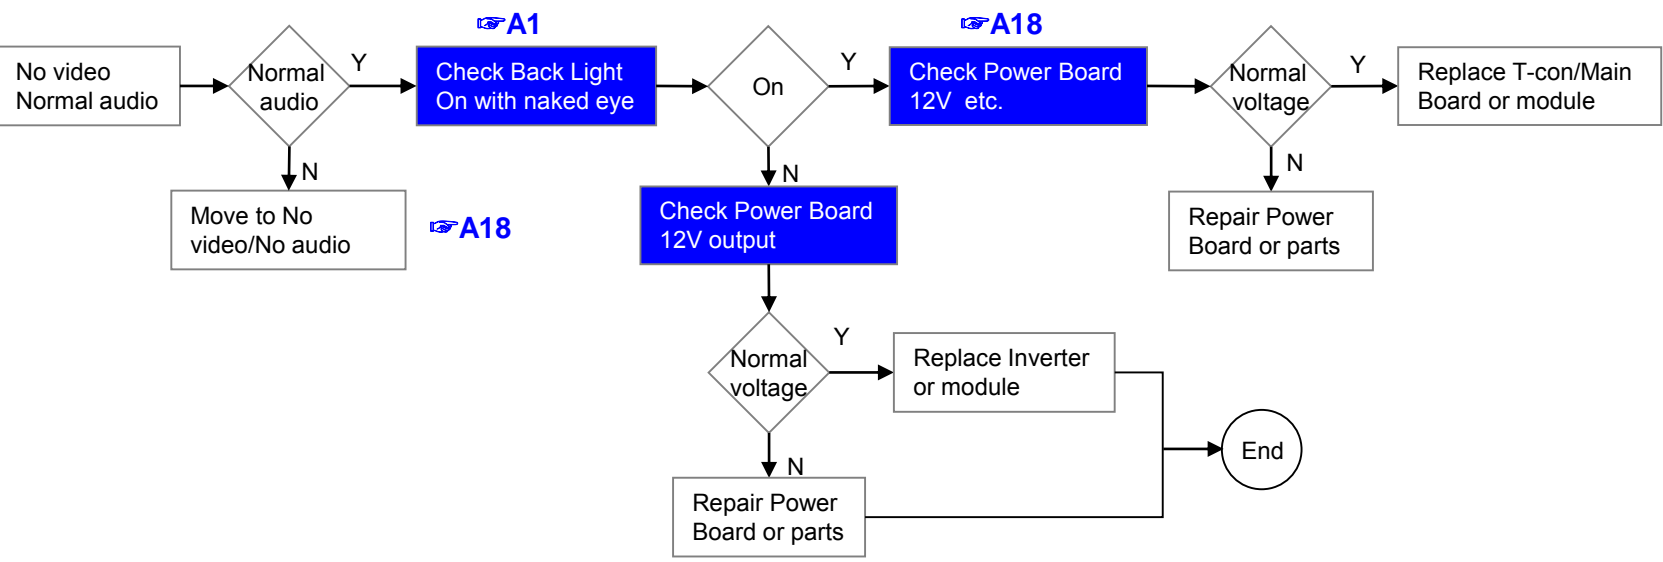 ☞A1
☞A18
No video
Normal audio
Normal
audio
Y
Check Back Light
On with naked eye
On
Y
Check Power Board
12V etc.
Normal
voltage
Y
Replace T-con/Main
Board or module
N
Move to No
video/No audio
☞A18
N
Check Power Board
12V output
N
Repair Power
Board or parts
Normal
voltage
Y
Replace Inverter
or module
End
N
Repair Power
Board or parts